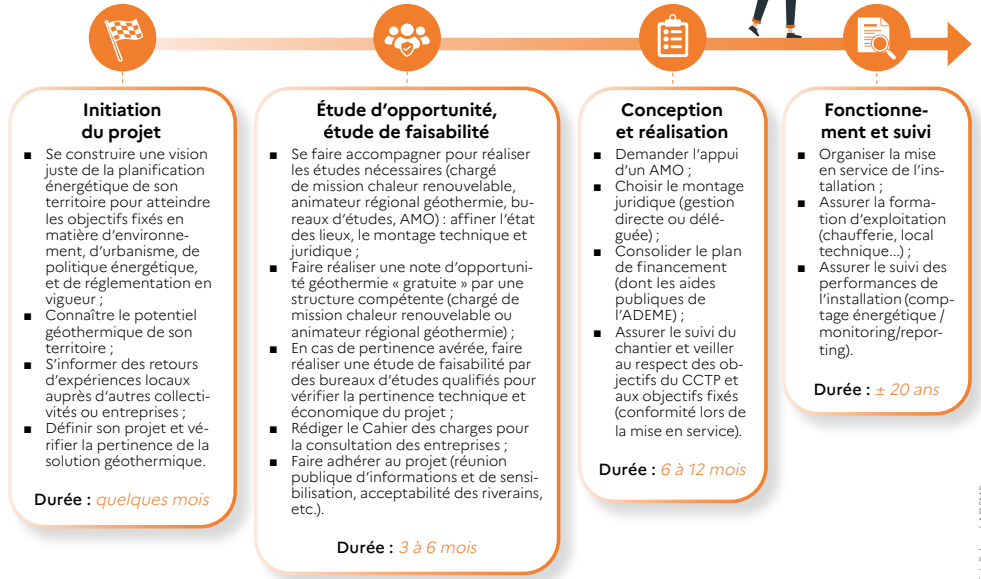 Initiation
du projet
■ Se construire une vision
juste de la planification
énergétique de son
territoire pour atteindre
les objectifs fixés en
matière d'environne-
ment, d'urbanisme, de
politique énergétique,
et de réglementation en
vigueur ;
■ Connaître le potentiel
géothermique de son
territoire ;
■ S'informer des retours
d'expériences locaux
auprès d'autres collecti-
vités ou entreprises ;
■ Définir son projet et vé-
rifier la pertinence de la
solution géothermique.
Durée : quelques mois
Étude d'opportunité,
étude de faisabilité
■ Se faire accompagner pour réaliser
les études nécessaires (chargé
de mission chaleur renouvelable,
animateur régional géothermie, bu-
reaux d'études, AMO) : affiner l'état
des lieux, le montage technique et
juridique ;
■ Faire réaliser une note d'opportuni-
té géothermie « gratuite » par une
structure compétente (chargé de
mission chaleur renouvelable ou
animateur régional géothermie) ;
■ En cas de pertinence avérée, faire
réaliser une étude de faisabilité par
des bureaux d'études qualifiés pour
vérifier la pertinence technique et
économique du projet ;
■ Rédiger le Cahier des charges pour
la consultation des entreprises ;
■ Faire adhérer au projet (réunion
publique d'informations et de sensi-
bilisation, acceptabilité des riverains,
etc.).
Durée : 3 à 6 mois
Conception
et réalisation
■ Demander l'appui
d'un AMO ;
■ Choisir le montage
juridique (gestion
directe ou délé-
guée) ;
■ Consolider le plan
de financement
(dont les aides
publiques de
l'ADEME) ;
■ Assurer le suivi du
chantier et veiller
au respect des ob-
jectifs du CCTP et
aux objectifs fixés
(conformité lors de
la mise en service).
Durée : 6 à 12 mois
Fonctionne-
ment et suivi
■ Organiser la mise
en service de l'ins-
tallation ;
■ Assurer la forma-
tion d'exploitation
(chaufferie, local
technique...) ;
■ Assurer le suivi des
performances de
l'installation (comp-
tage énergétique /
monitoring/repor-
ting).
Durée : ± 20 ans